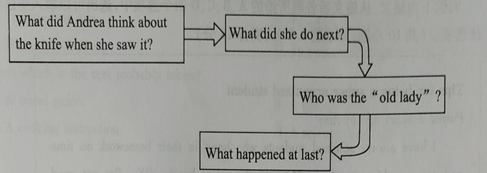 What did Andrea think about
the knife when she saw it?
What did she do next?
Who was the “old lady” ?
What happened at last?